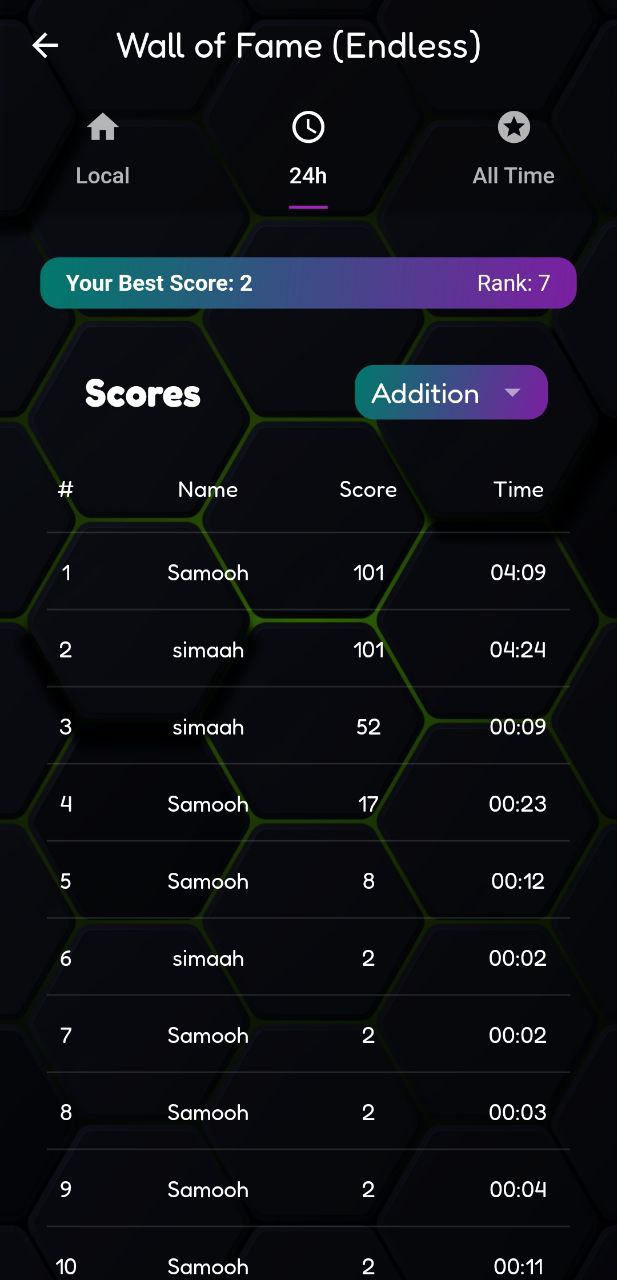 Wall of Fame (Endless)
Local 24h All Time
Your Best Score: 2 Rank: 7
Scores Addition
# Name Score Time
1 Samooh 101 04:09
2 simaah 101 04:24
3 simaah 52 00:09
4 Samooh 17 00:23
5 Samooh 8 00:12
6 simaah 2 00:02
7 Samooh 2 00:02
8 Samooh 2 00:03
9 Samooh 2 00:04
10 Samooh 2 00:11